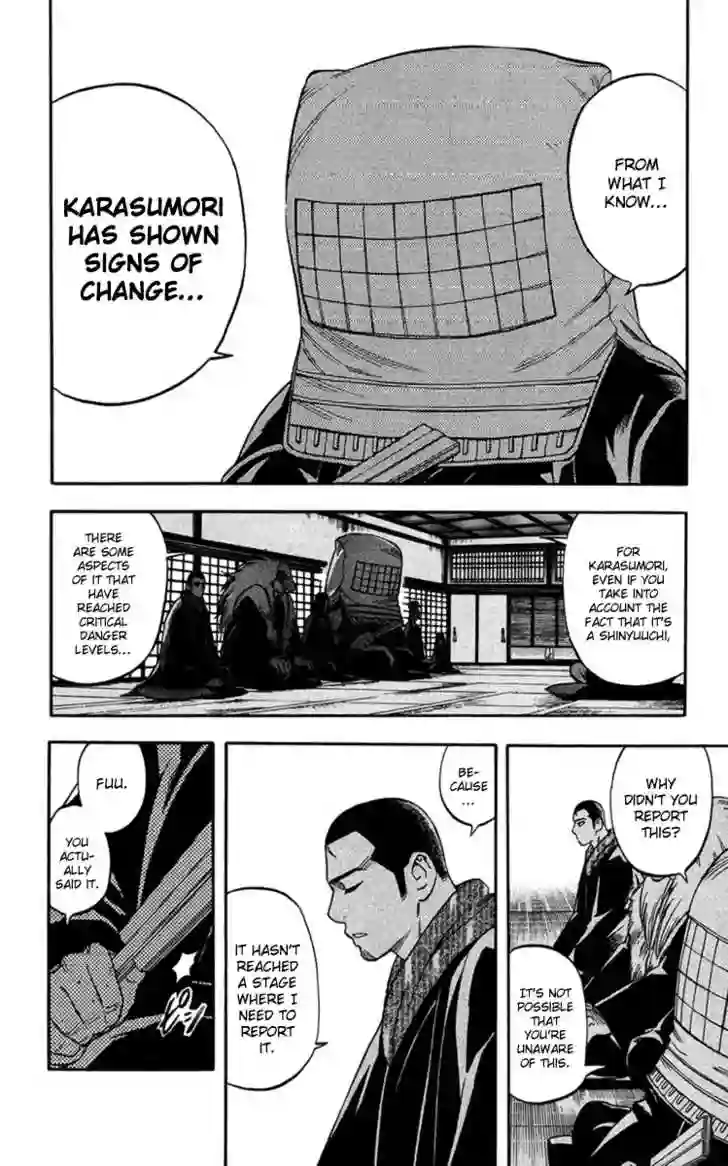 FROM
WHAT I
KNOW...
KARASUMORI
HAS SHOWN
SIGNS OF
CHANGE...
FOR
KARASUMORI,
EVEN IF YOU
TAKE INTO
ACCOUNT THE
FACT THAT IT'S
A SHINYUUCHI,
THERE
ARE SOME
ASPECTS
OF IT THAT
HAVE
REACHED
CRITICAL
DANGER
LEVELS...
WHY
DIDN'T YOU
REPORT
THIS?
IT'S NOT
POSSIBLE
THAT
YOU'RE
UNAWARE
OF THIS.
BE-
CAUSE
...
IT HASN'T
REACHED
A STAGE
WHERE I
NEED TO
REPORT
IT.
FUU.
YOU
ACTU-
ALLY
SAID IT.